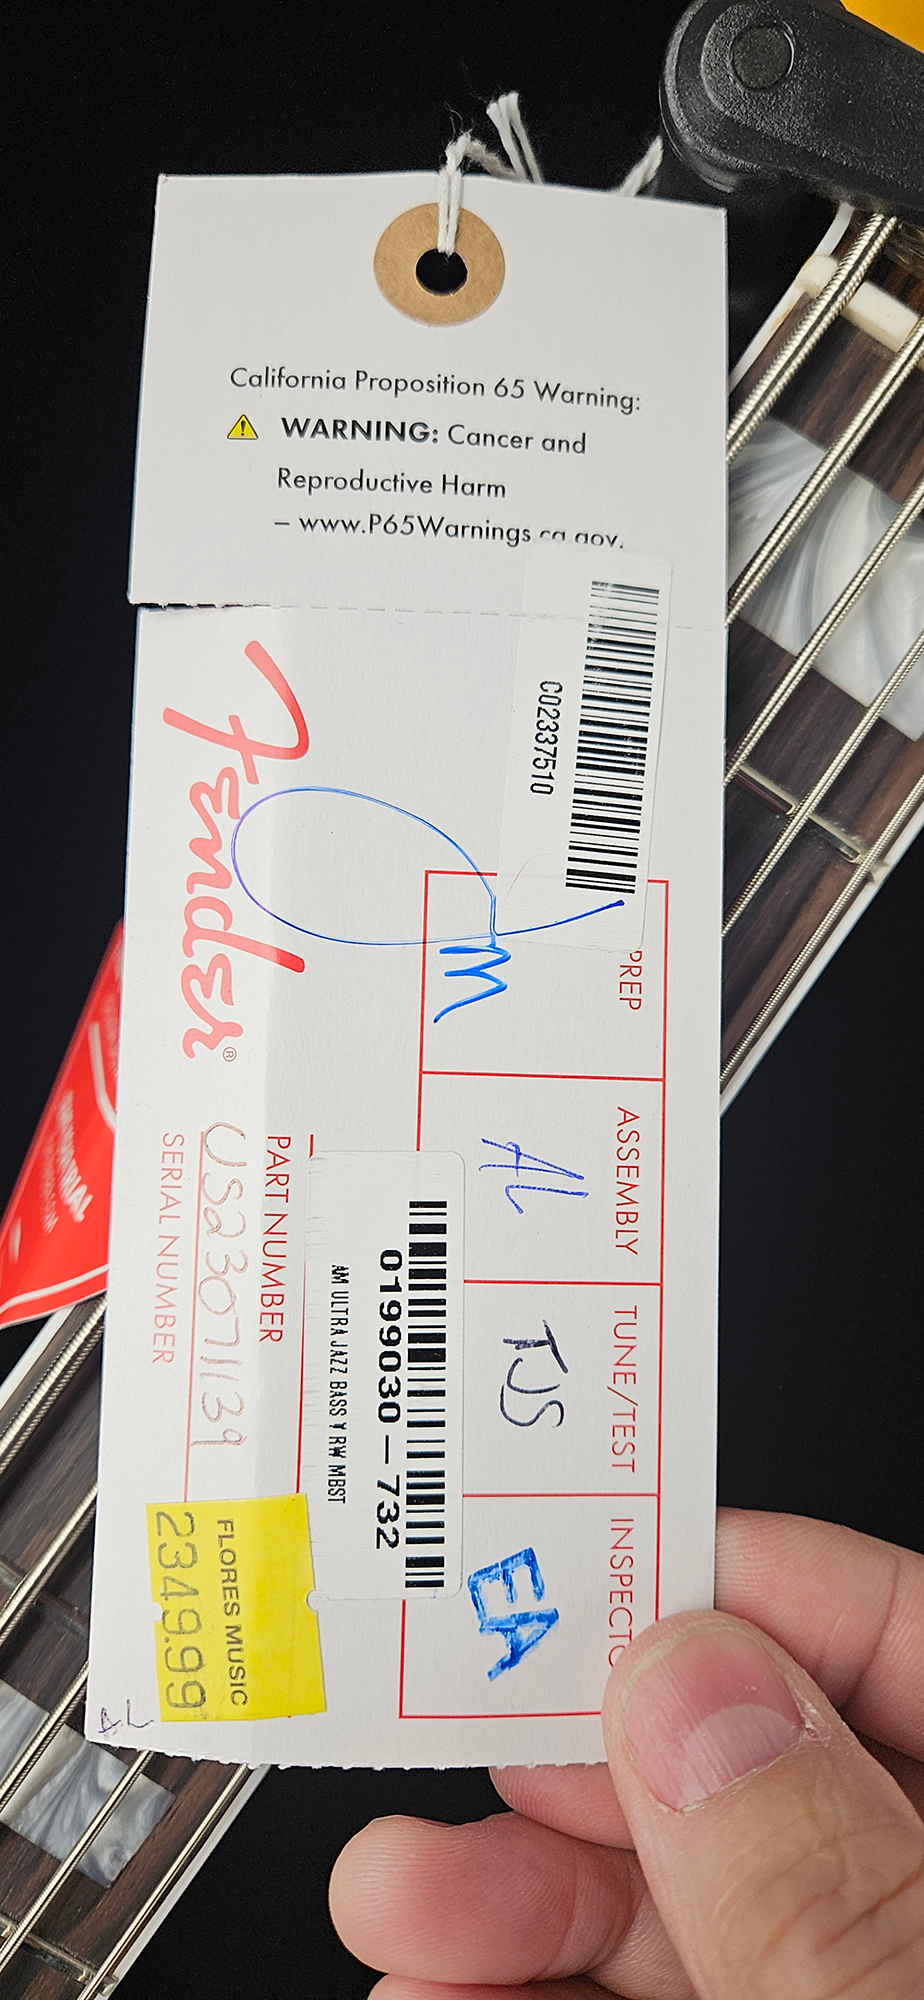 California Proposition 65 Warning:
WARNING: Cancer and
Reproductive Harm
– www.P65Warnings.ca.gov.
C02337510
PREP
ASSEMBLY
TUNE/TEST
INSPECTO
M
AL
TJS
EA
0199030 – 732
AM ULTRA JAZZ BASS V RW MBST
PART NUMBER
US23071139
SERIAL NUMBER
Fender®
FLORES MUSIC
2349.99